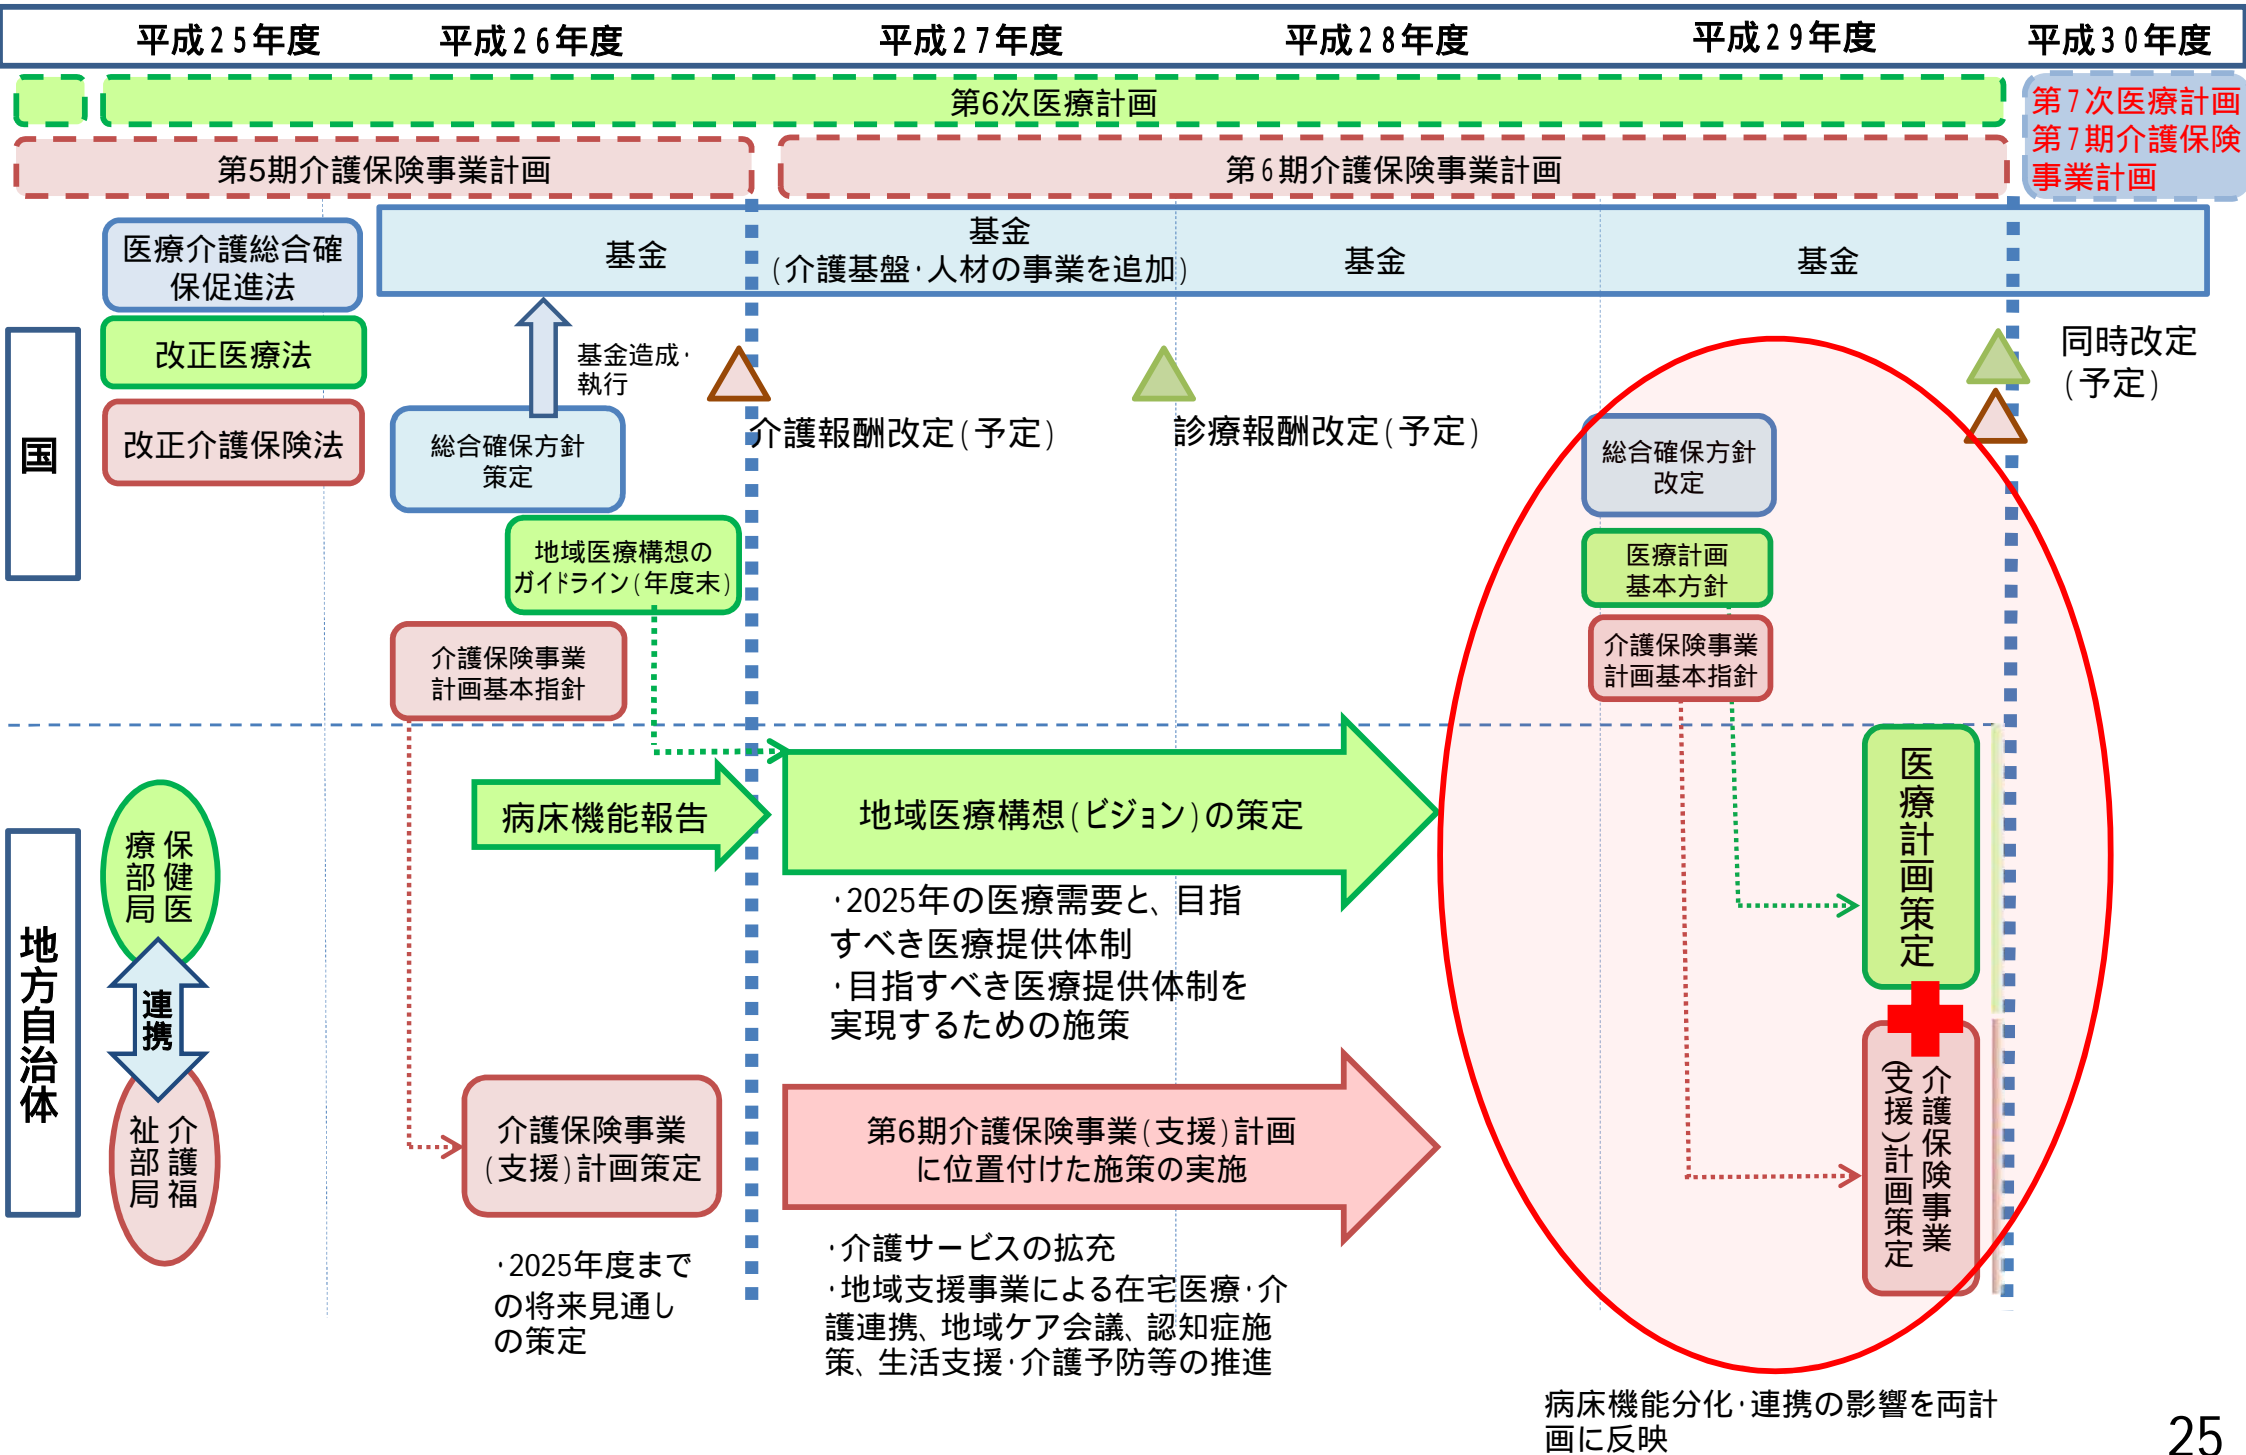 平成25年度
平成26年度
平成27年度
平成28年度
平成29年度
平成30年度
第6次医療計画
第7次医療計画
第7期介護保険
事業計画
第5期介護保険事業計画
第6期介護保険事業計画
医療介護総合確
保促進法
基金
基金
(介護基盤・人材の事業を追加)
基金
基金
国
改正医療法
改正介護保険法
基金造成・
執行
総合確保方針
策定
介護報酬改定(予定)
診療報酬改定(予定)
同時改定
(予定)
総合確保方針
改定
地域医療構想の
ガイドライン(年度末)
医療計画
基本方針
介護保険事業
計画基本指針
介護保険事業
計画基本指針
地方自治体
保健医
療部局
連携
介護福
祉部局
病床機能報告
地域医療構想(ビジョン)の策定
・2025年の医療需要と、目指
すべき医療提供体制
・目指すべき医療提供体制を
実現するための施策
医療計画策定
介護保険事業
(支援)計画策定
第6期介護保険事業(支援)計画
に位置付けた施策の実施
介護保険事業
(支援)計画策定
・2025年度まで
の将来見通し
の策定
・介護サービスの拡充
・地域支援事業による在宅医療・介
護連携、地域ケア会議、認知症施
策、生活支援・介護予防等の推進
病床機能分化・連携の影響を両計
画に反映
25